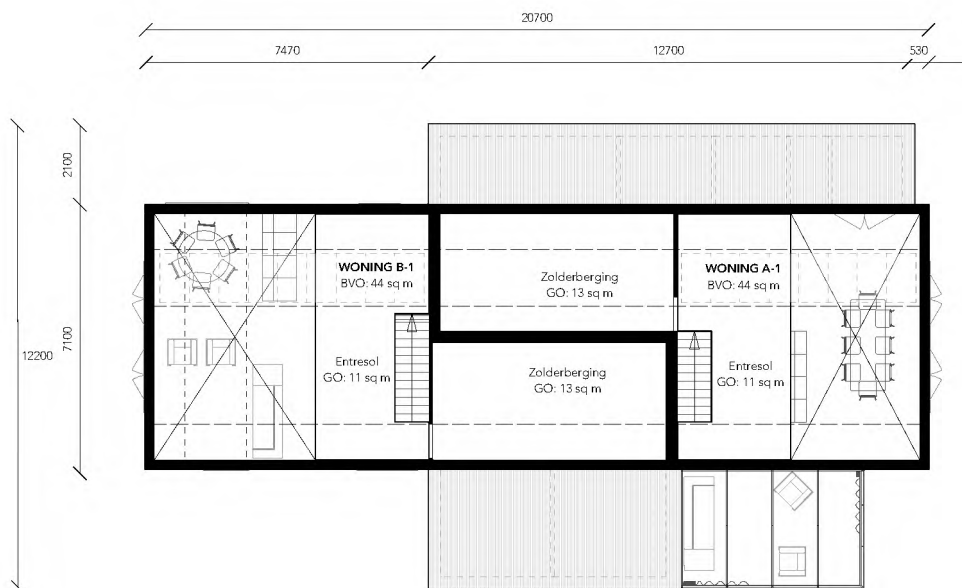 20700
7470
12700
530
2100
7100
12200
WONING B-1
BVO: 44 sq m
Zolderberging
GO: 13 sq m
WONING A-1
BVO: 44 sq m
Entresol
GO: 11 sq m
Zolderberging
GO: 13 sq m
Entresol
GO: 11 sq m